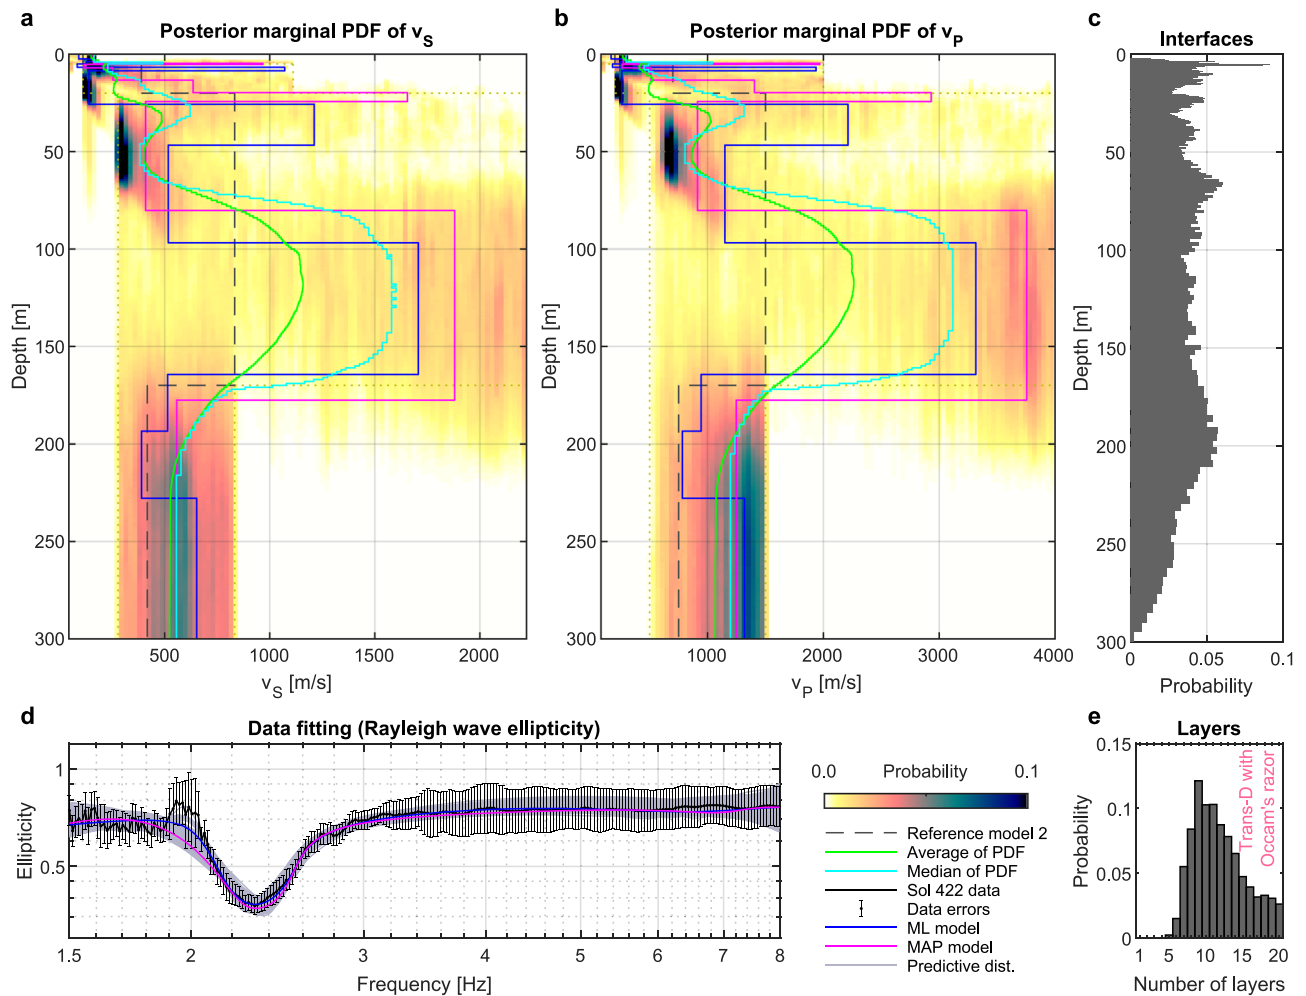 a
Posterior marginal PDF of v_S
0
50
100
150
200
250
300
Depth [m]
500
1000
1500
2000
v_S [m/s]
b
Posterior marginal PDF of v_P
0
50
100
150
200
250
300
Depth [m]
1000
2000
3000
4000
v_P [m/s]
c
Interfaces
0
50
100
150
200
250
300
Depth [m]
0
0.05
0.1
Probability
d
Data fitting (Rayleigh wave ellipticity)
1
0.5
Ellipticity
1.5
2
3
4
5
6
7
8
Frequency [Hz]
0.0
Probability
0.1
Reference model 2
Average of PDF
Median of PDF
Sol 422 data
Data errors
ML model
MAP model
Predictive dist.
e
Layers
0.15
0.1
0.05
0
Probability
Trans-D with
Occam's razor
1
5
10
15
20
Number of layers